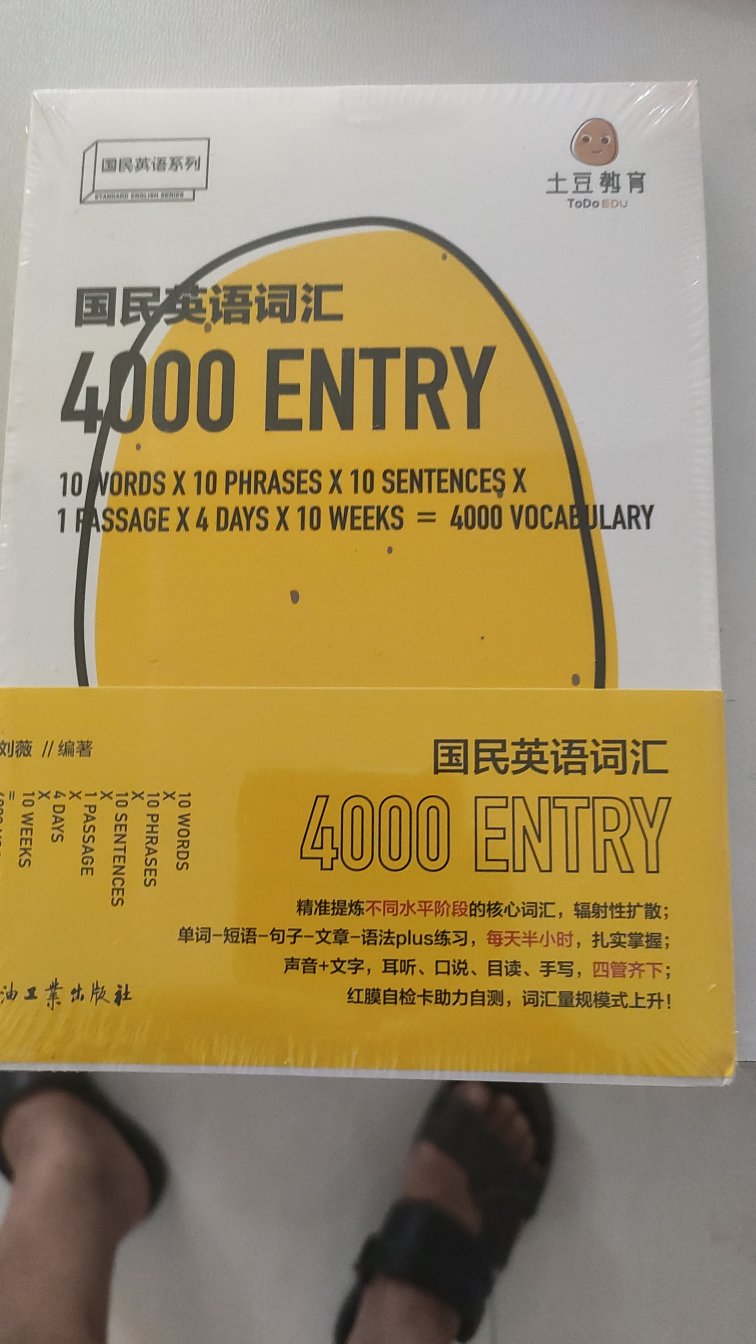 国民英语系列
STANDARD ENGLISH SERIES
土豆教育
ToDo EDU
国民英语词汇
4000 ENTRY
10 WORDS X 10 PHRASES X 10 SENTENCES X
1 PASSAGE X 4 DAYS X 10 WEEKS = 4000 VOCABULARY
刘薇 // 编著
10 WORDS
X
10 PHRASES
X
10 SENTENCES
X
1 PASSAGE
X
4 DAYS
X
10 WEEKS
=
国民英语词汇
4000 ENTRY
精准提炼不同水平阶段的核心词汇，辐射性扩散；
单词-短语-句子-文章-语法plus练习，每天半小时，扎实掌握；
声音+文字，耳听、口说、目读、手写，四管齐下；
红膜自检卡助力自测，词汇量规模式上升！
油工業出版社